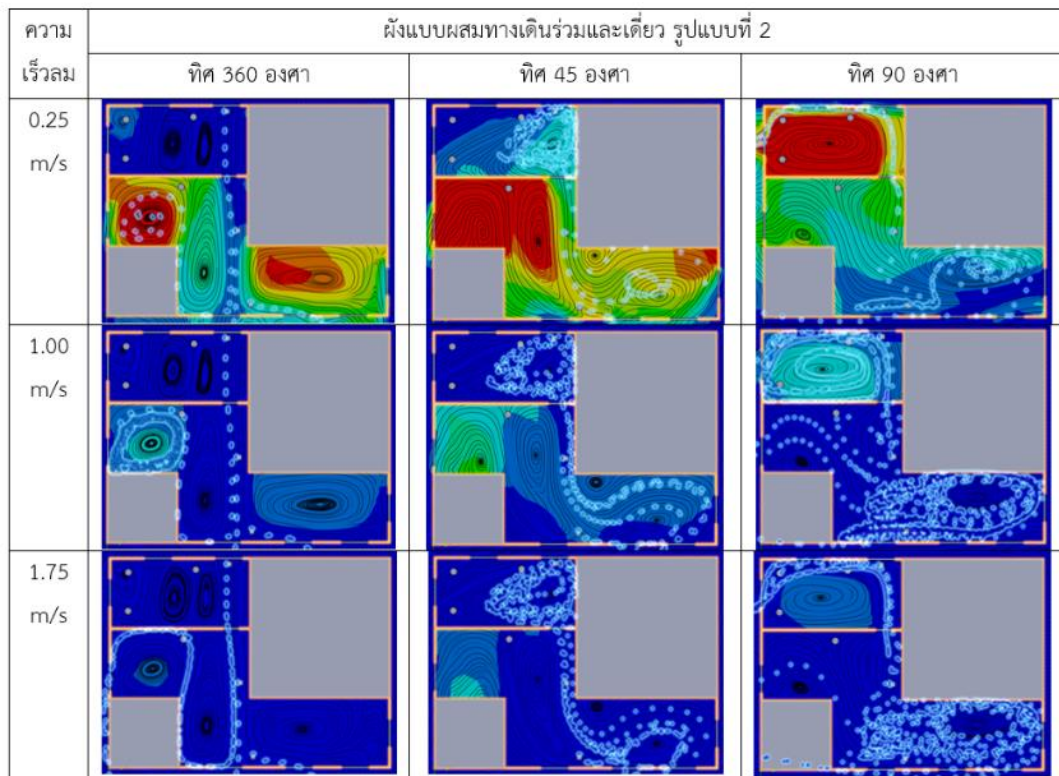 ความ
เร็วลม
ผังแบบผสมทางเดินร่วมและเดี่ยว รูปแบบที่ 2
ทิศ 360 องศา
ทิศ 45 องศา
ทิศ 90 องศา
0.25
m/s
1.00
m/s
1.75
m/s